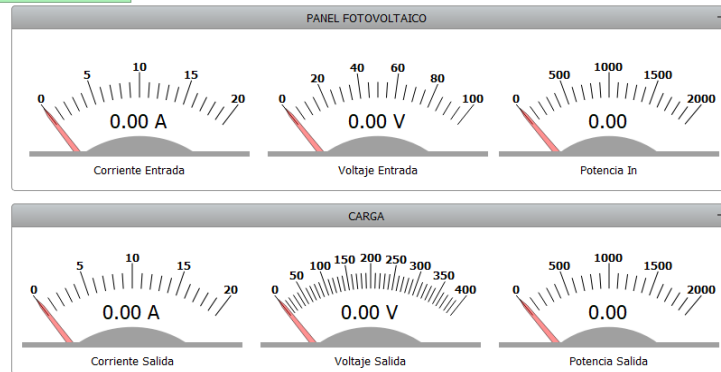 PANEL FOTOVOLTAICO
0 5 10 15 20
0.00 A
Corriente Entrada
0 20 40 60 80 100
0.00 V
Voltaje Entrada
0 500 1000 1500 2000
0.00
Potencia In
CARGA
0 5 10 15 20
0.00 A
Corriente Salida
0 50 100 150 200 250 300 350 400
0.00 V
Voltaje Salida
0 500 1000 1500 2000
0.00
Potencia Salida